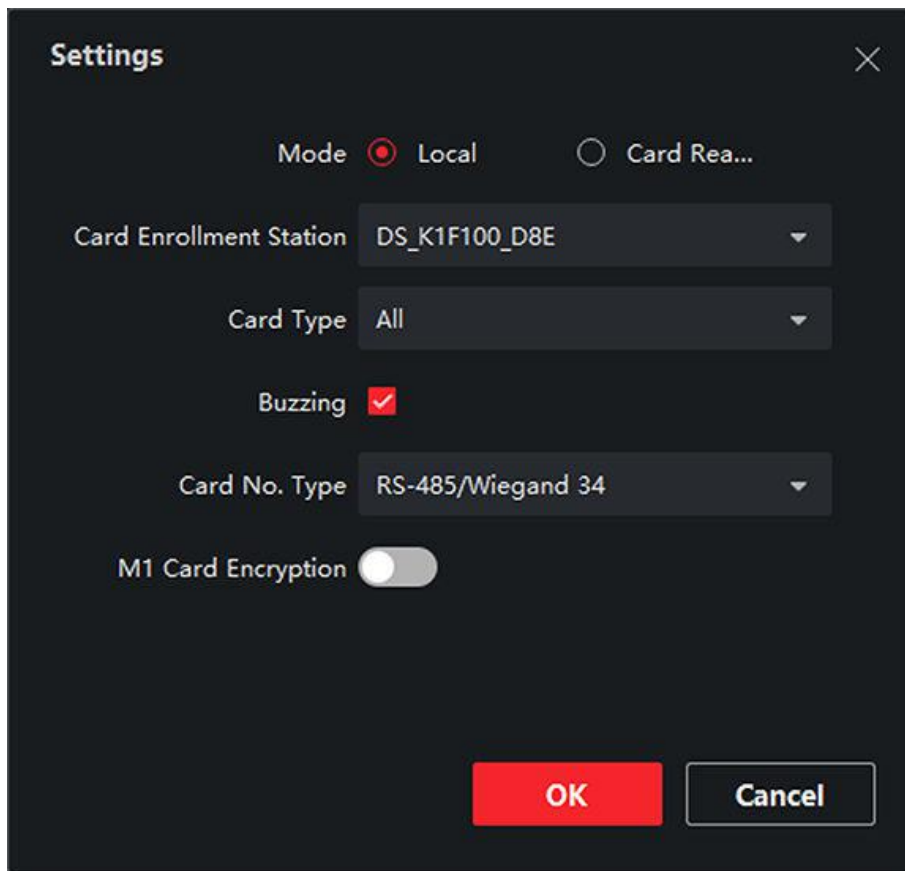 Settings
Mode Local Card Rea...
Card Enrollment Station DS_K1F100_D8E
Card Type All
Buzzing
Card No. Type RS-485/Wiegand 34
M1 Card Encryption
OK Cancel